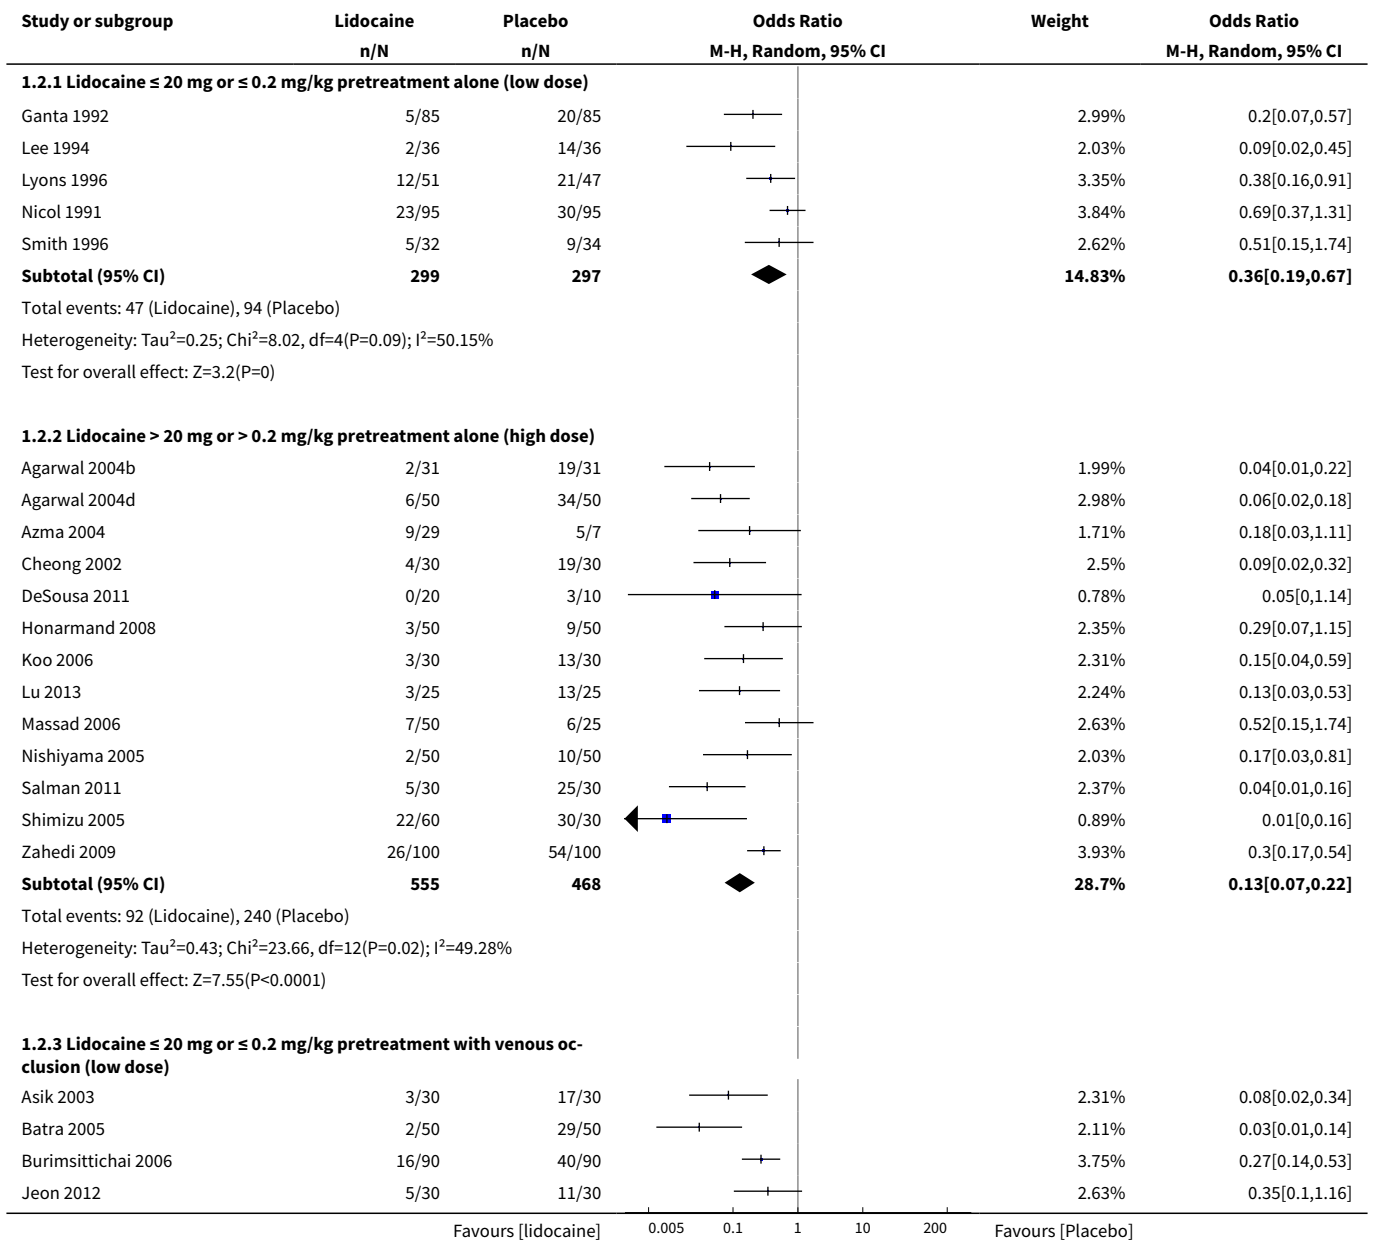 Study or subgroup Lidocaine Placebo Odds Ratio Weight Odds Ratio
n/N n/N M-H, Random, 95% CI M-H, Random, 95% CI
1.2.1 Lidocaine ≤ 20 mg or ≤ 0.2 mg/kg pretreatment alone (low dose)
Ganta 1992 5/85 20/85 2.99% 0.2[0.07,0.57]
Lee 1994 2/36 14/36 2.03% 0.09[0.02,0.45]
Lyons 1996 12/51 21/47 3.35% 0.38[0.16,0.91]
Nicol 1991 23/95 30/95 3.84% 0.69[0.37,1.31]
Smith 1996 5/32 9/34 2.62% 0.51[0.15,1.74]
Subtotal (95% CI) 299 297 14.83% 0.36[0.19,0.67]
Total events: 47 (Lidocaine), 94 (Placebo)
Heterogeneity: Tau²=0.25; Chi²=8.02, df=4(P=0.09); I²=50.15%
Test for overall effect: Z=3.2(P=0)
1.2.2 Lidocaine > 20 mg or > 0.2 mg/kg pretreatment alone (high dose)
Agarwal 2004b 2/31 19/31 1.99% 0.04[0.01,0.22]
Agarwal 2004d 6/50 34/50 2.98% 0.06[0.02,0.18]
Azma 2004 9/29 5/7 1.71% 0.18[0.03,1.11]
Cheong 2002 4/30 19/30 2.5% 0.09[0.02,0.32]
DeSousa 2011 0/20 3/10 0.78% 0.05[0,1.14]
Honarmand 2008 3/50 9/50 2.35% 0.29[0.07,1.15]
Koo 2006 3/30 13/30 2.31% 0.15[0.04,0.59]
Lu 2013 3/25 13/25 2.24% 0.13[0.03,0.53]
Massad 2006 7/50 6/25 2.63% 0.52[0.15,1.74]
Nishiyama 2005 2/50 10/50 2.03% 0.17[0.03,0.81]
Salman 2011 5/30 25/30 2.37% 0.04[0.01,0.16]
Shimizu 2005 22/60 30/30 0.89% 0.01[0,0.16]
Zahedi 2009 26/100 54/100 3.93% 0.3[0.17,0.54]
Subtotal (95% CI) 555 468 28.7% 0.13[0.07,0.22]
Total events: 92 (Lidocaine), 240 (Placebo)
Heterogeneity: Tau²=0.43; Chi²=23.66, df=12(P=0.02); I²=49.28%
Test for overall effect: Z=7.55(P<0.0001)
1.2.3 Lidocaine ≤ 20 mg or ≤ 0.2 mg/kg pretreatment with venous oc-
clusion (low dose)
Asik 2003 3/30 17/30 2.31% 0.08[0.02,0.34]
Batra 2005 2/50 29/50 2.11% 0.03[0.01,0.14]
Burimsittichai 2006 16/90 40/90 3.75% 0.27[0.14,0.53]
Jeon 2012 5/30 11/30 2.63% 0.35[0.1,1.16]
Favours [lidocaine] 0.005 0.1 1 10 200 Favours [Placebo]